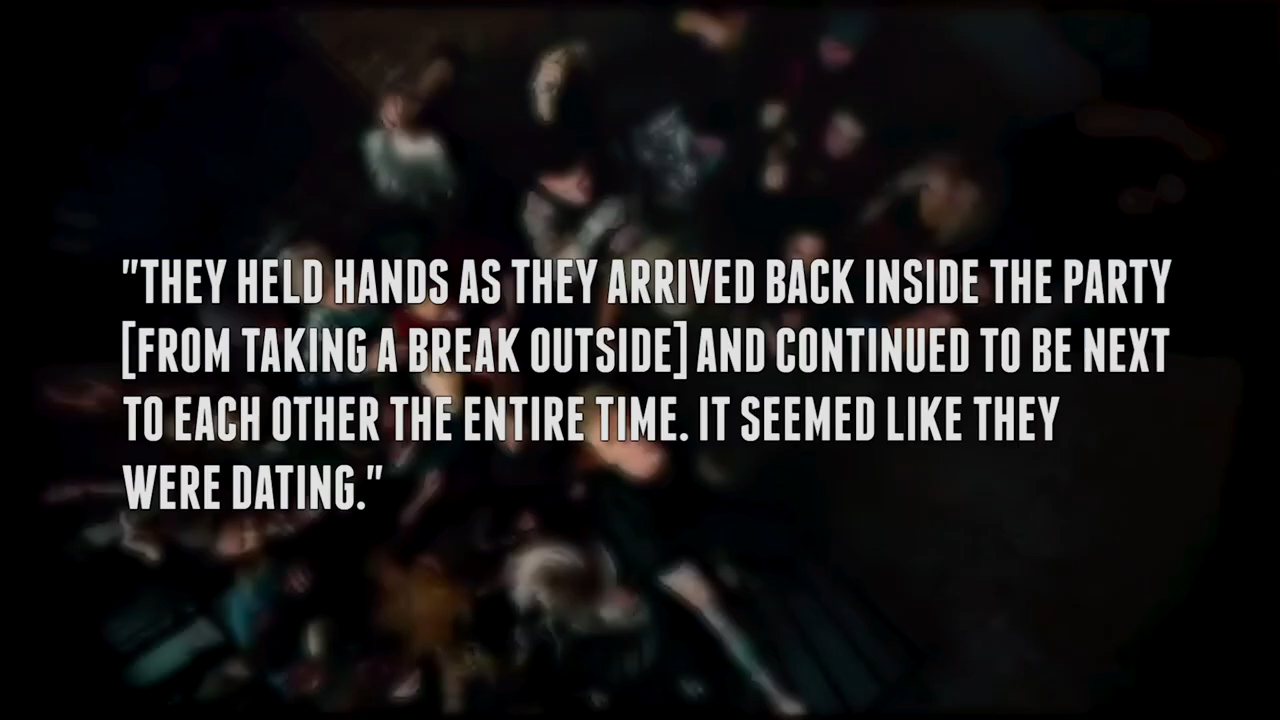 "THEY HELD HANDS AS THEY ARRIVED BACK INSIDE THE PARTY
[FROM TAKING A BREAK OUTSIDE] AND CONTINUED TO BE NEXT
TO EACH OTHER THE ENTIRE TIME. IT SEEMED LIKE THEY
WERE DATING."